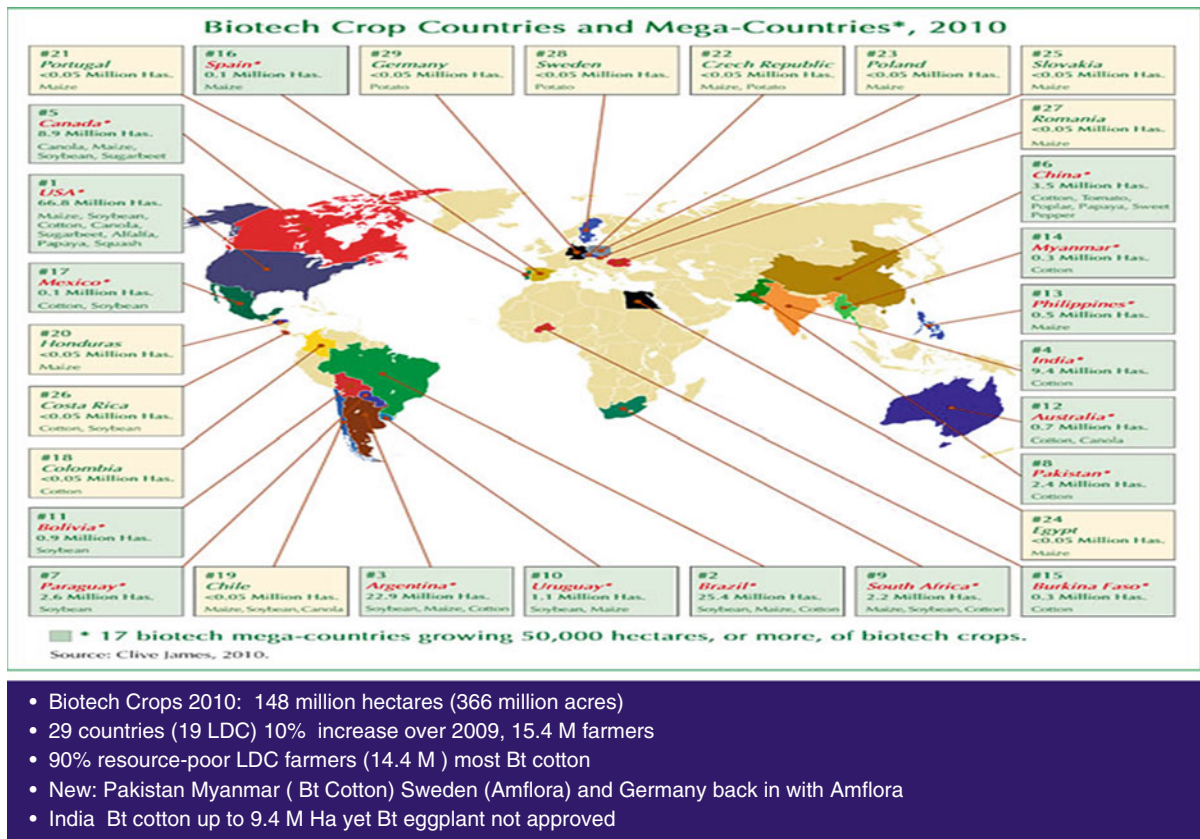 Biotech Crop Countries and Mega-Countries*, 2010
#21
Portugal
<0.05 Million Has.
Maize
#16
Spain*
0.1 Million Has.
Maize
#29
Germany
<0.05 Million Has.
Potato
#28
Sweden
<0.05 Million Has.
Potato
#22
Czech Republic
<0.05 Million Has.
Maize, Potato
#23
Poland
<0.05 Million Has.
Maize
#25
Slovakia
<0.05 Million Has.
Maize
#5
Canada*
8.9 Million Has.
Canola, Maize,
Soybean, Sugarbeet
#1
USA*
66.8 Million Has.
Maize, Soybean,
Cotton, Canola,
Sugarbeet, Alfalfa,
Papaya, Squash
#17
Mexico*
0.1 Million Has.
Cotton, Soybean
#20
Honduras
<0.05 Million Has.
Maize
#26
Costa Rica
<0.05 Million Has.
Cotton, Soybean
#18
Colombia
<0.05 Million Has.
Cotton
#11
Bolivia*
0.9 Million Has.
Soybean
#27
Romania
<0.05 Million Has.
Maize
#6
China*
3.5 Million Has.
Cotton, Tomato,
Poplar, Papaya, Sweet
Pepper
#14
Myanmar*
0.3 Million Has.
Cotton
#13
Philippines*
0.5 Million Has.
Maize
#4
India*
9.4 Million Has.
Cotton
#12
Australia*
0.7 Million Has.
Cotton, Canola
#8
Pakistan*
2.4 Million Has.
Cotton
#24
Egypt
<0.05 Million Has.
Maize
#7
Paraguay*
2.6 Million Has.
Soybean
#19
Chile
<0.05 Million Has.
Maize, Soybean, Canola
#3
Argentina*
22.9 Million Has.
Soybean, Maize, Cotton
#10
Uruguay*
1.1 Million Has.
Soybean, Maize
#2
Brazil*
25.4 Million Has.
Soybean, Maize, Cotton
#9
South Africa*
2.2 Million Has.
Maize, Soybean, Cotton
#15
Burkina Faso*
0.3 Million Has.
Cotton
* 17 biotech mega-countries growing 50,000 hectares, or more, of biotech crops.
Source: Clive James, 2010.
• Biotech Crops 2010: 148 million hectares (366 million acres)
• 29 countries (19 LDC) 10% increase over 2009, 15.4 M farmers
• 90% resource-poor LDC farmers (14.4 M ) most Bt cotton
• New: Pakistan Myanmar ( Bt Cotton) Sweden (Amflora) and Germany back in with Amflora
• India Bt cotton up to 9.4 M Ha yet Bt eggplant not approved